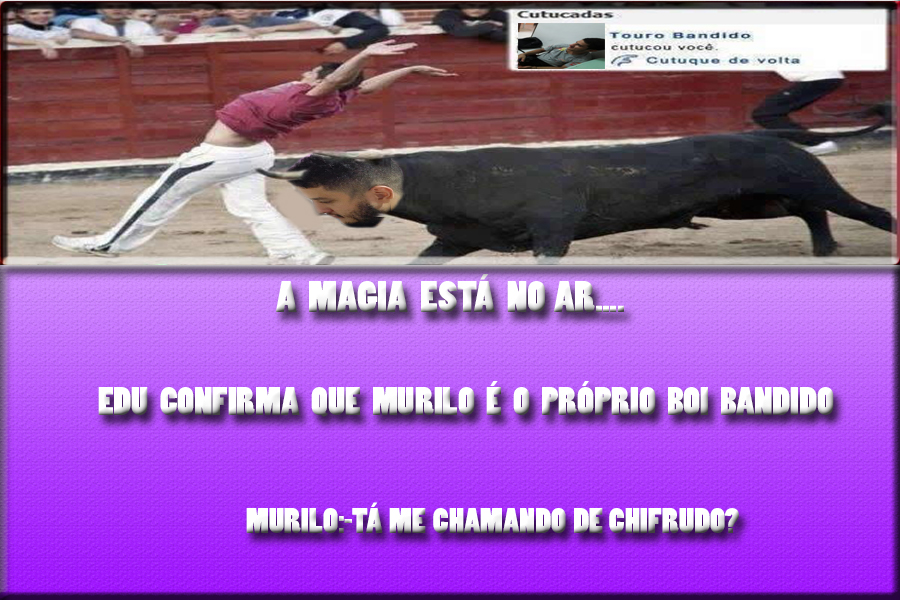 Cutucadas
Touro Bandido
cutucou você.
Cutuque de volta
A MAGIA ESTÁ NO AR....
EDU CONFIRMA QUE MURILO É O PRÓPRIO BOI BANDIDO
MURILO:-TÁ ME CHAMANDO DE CHIFRUDO?